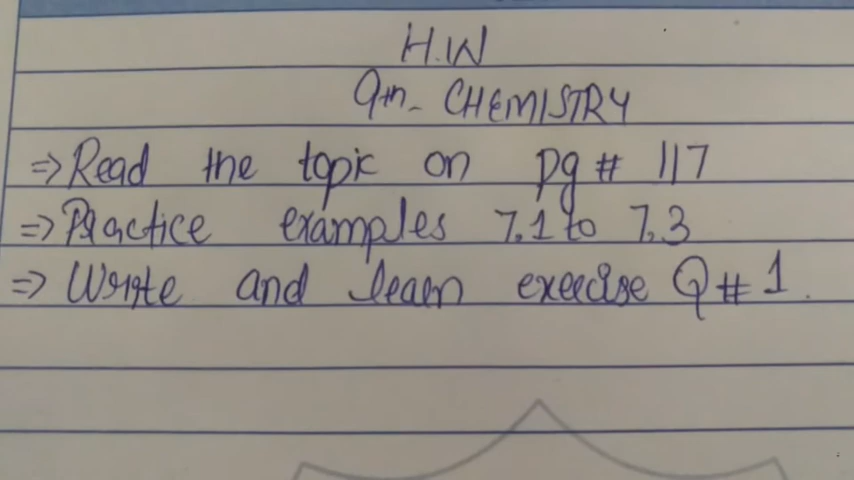 H.W
9th- CHEMISTRY
⇒ Read the topic on pg # 117
⇒ Practice examples 7.1 to 7.3
⇒ Write and learn exercise Q # 1.